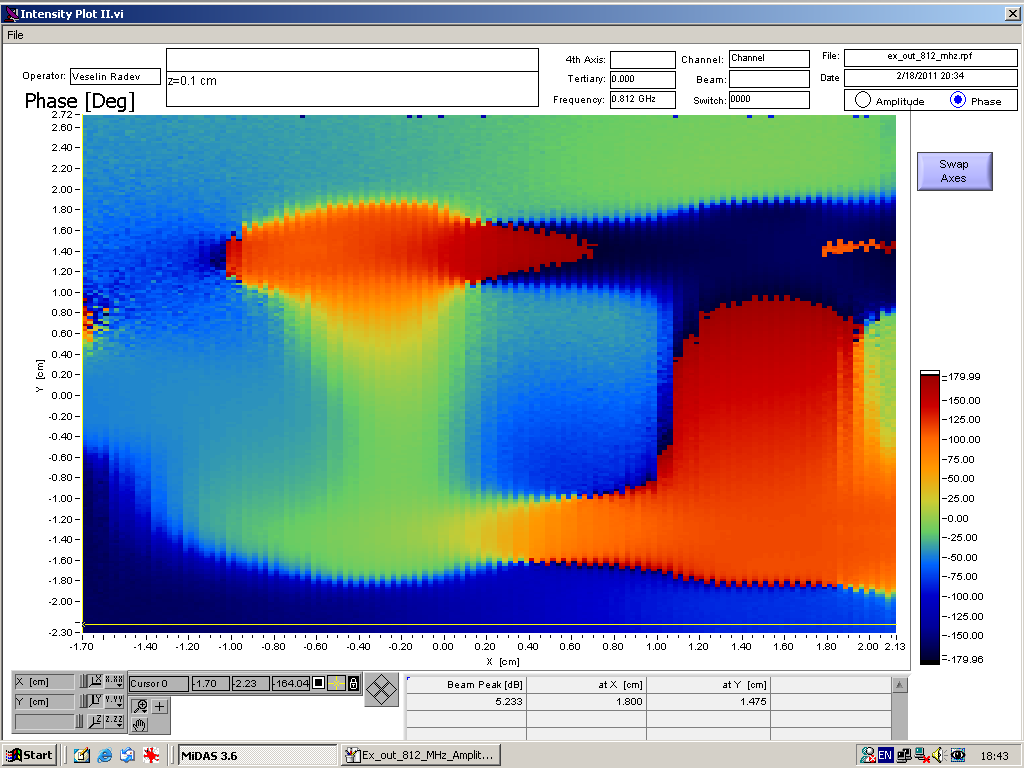 Intensity Plot II.vi
File
Operator: Veselin Radev
z=0.1 cm
4th Axis:
Tertiary: 0.000
Frequency: 0.812 GHz
Channel: Channel
Beam:
Switch: 0000
File: ex_out_812_mhz.rpf
Date 2/18/2011 20:34
Amplitude Phase
Phase [Deg]
Swap
Axes
2.72
2.60
2.40
2.20
2.00
1.80
1.60
1.40
1.20
1.00
0.80
0.60
0.40
0.20
0.00
-0.20
-0.40
-0.60
-0.80
-1.00
-1.20
-1.40
-1.60
-1.80
-2.00
-2.30
Y [cm]
-1.70 -1.40 -1.20 -1.00 -0.80 -0.60 -0.40 -0.20 0.00 0.20 0.40 0.60 0.80 1.00 1.20 1.40 1.60 1.80 2.00 2.13
X [cm]
179.99
150.00
125.00
100.00
75.00
50.00
25.00
0.00
-25.00
-50.00
-75.00
-100.00
-125.00
-150.00
-179.96
X [cm] X X.XX
Y [cm] Y Y.YY
Z Z.ZZ
Cursor 0 -1.70 -2.23 -164.04
Beam Peak [dB] at X [cm] at Y [cm]
5.233 1.800 1.475
Start MiDAS 3.6 Ex_out_812_MHz_Amplit... EN 18:43